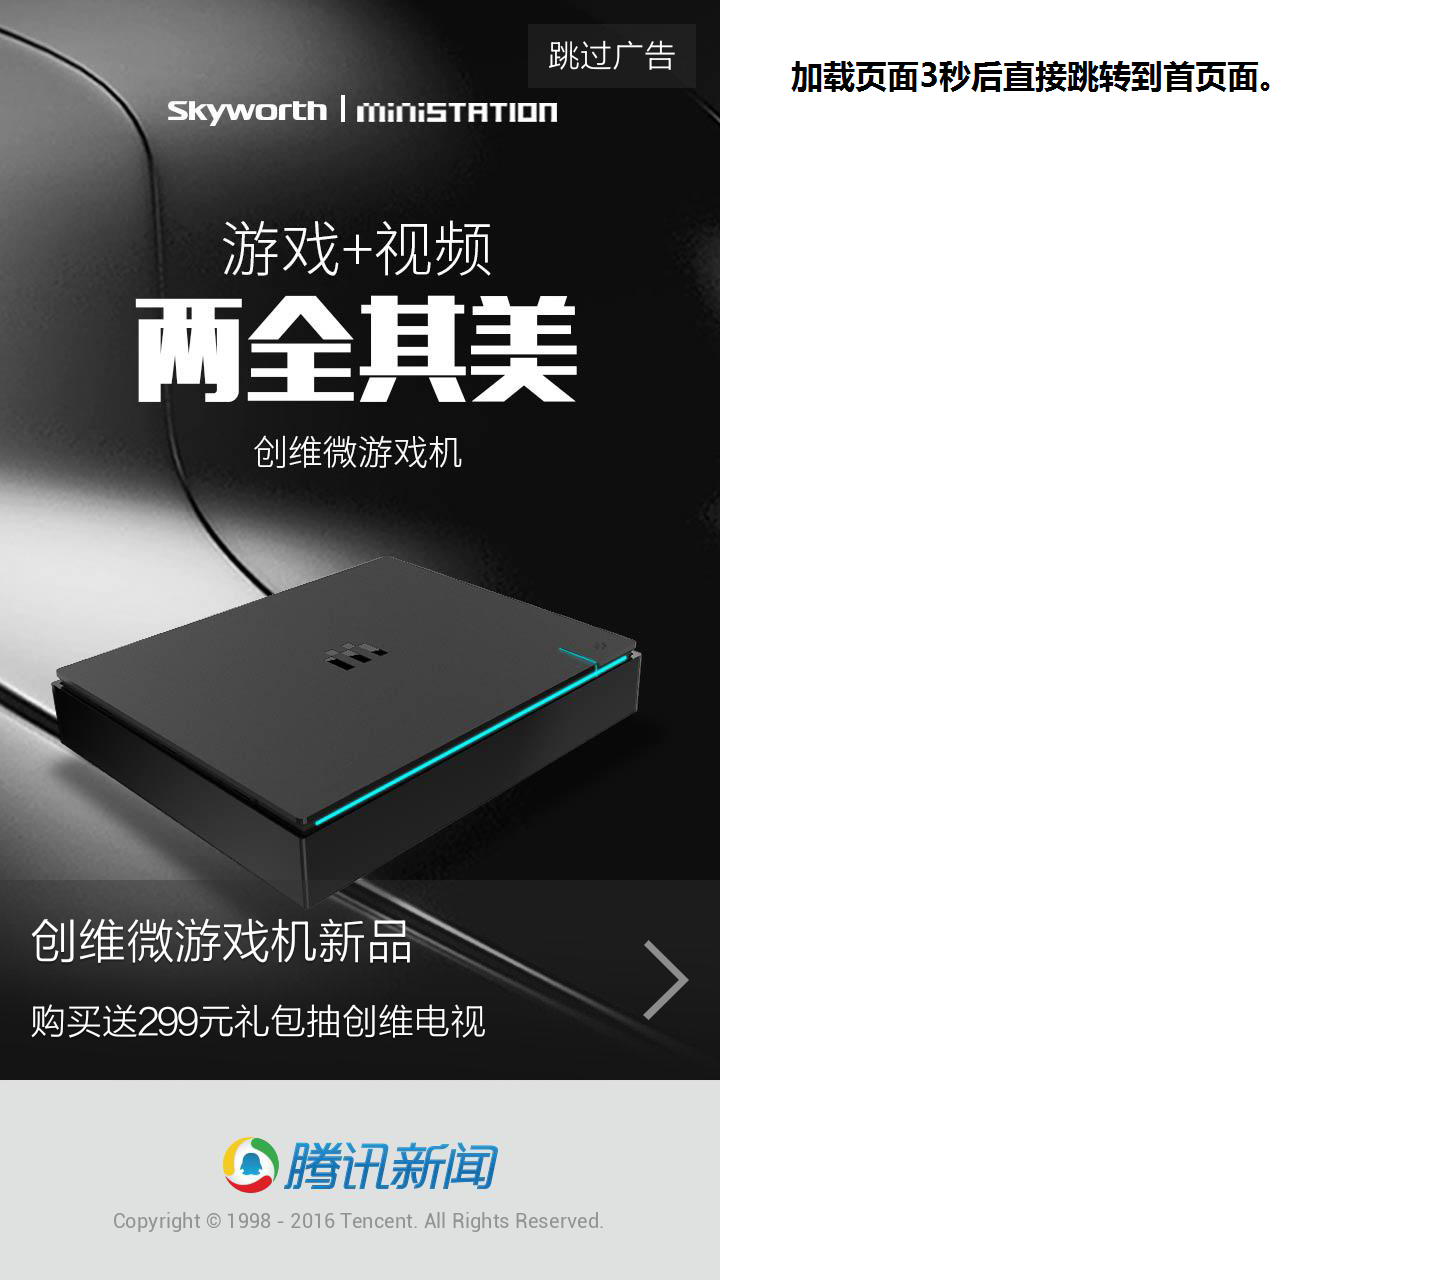 跳过广告
Skyworth | miniSTATION
游戏+视频
两全其美
创维微游戏机
创维微游戏机新品
购买送299元礼包抽创维电视
腾讯新闻
Copyright © 1998 - 2016 Tencent. All Rights Reserved.
加载页面3秒后直接跳转到首页面。